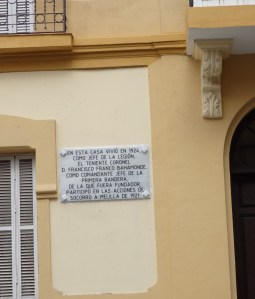 EN ESTA CASA VIVIÓ EN 1924,
COMO JEFE DE LA LEGIÓN,
EL TENIENTE CORONEL
D. FRANCISCO FRANCO BAHAMONDE.
COMO COMANDANTE JEFE DE LA
PRIMERA BANDERA,
DE LA QUE FUERA FUNDADOR,
PARTICIPO EN LAS ACCIONES DE
SOCORRO A MELILLA DE 1921.